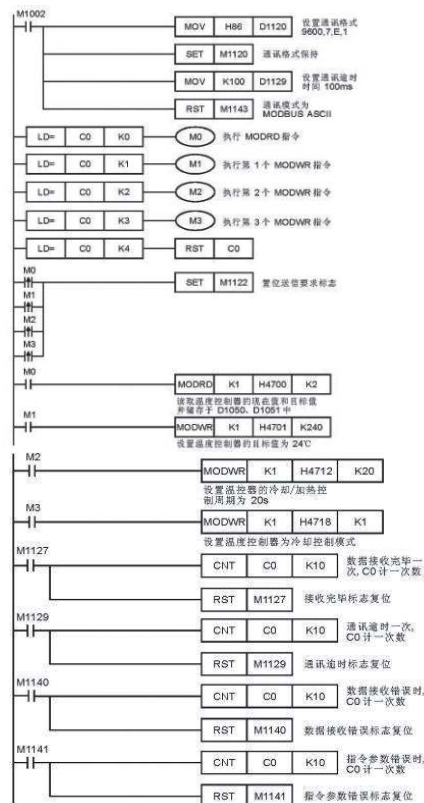 M1002
MOV H86 D1120 设置通讯格式
9600,7,E,1
SET M1120 通讯格式保持
MOV K100 D1129 设置通讯逾时
时间 100ms
RST M1143 通讯模式为
MODBUS ASCII
LD= C0 K0 M0 执行 MODRD 指令
LD= C0 K1 M1 执行第 1 个 MODWR 指令
LD= C0 K2 M2 执行第 2 个 MODWR 指令
LD= C0 K3 M3 执行第 3 个 MODWR 指令
LD= C0 K4 RST C0
M0
SET M1122 置位送信要求标志
M1
M2
M3
M0
MODRD K1 H4700 K2
读取温度控制器的现在值和目标值
并储存于 D1050、D1051 中
M1
MODWR K1 H4701 K240
设置温度控制器的目标值为 24℃
M2
MODWR K1 H4712 K20
设置温控器的冷却/加热控
制周期为 20s
M3
MODWR K1 H4718 K1
设置温度控制器为冷却控制模式
M1127
CNT C0 K10 数据接收完毕一
次, C0 计一次数
RST M1127 接收完毕标志复位
M1129
CNT C0 K10 通讯逾时一次,
C0 计一次数
RST M1129 通讯逾时标志复位
M1140
CNT C0 K10 数据接收错误时,
C0 计一次数
RST M1140 数据接收错误标志复位
M1141
CNT C0 K10 指令参数错误时,
C0 计一次数
RST M1141 指令参数错误标志复位